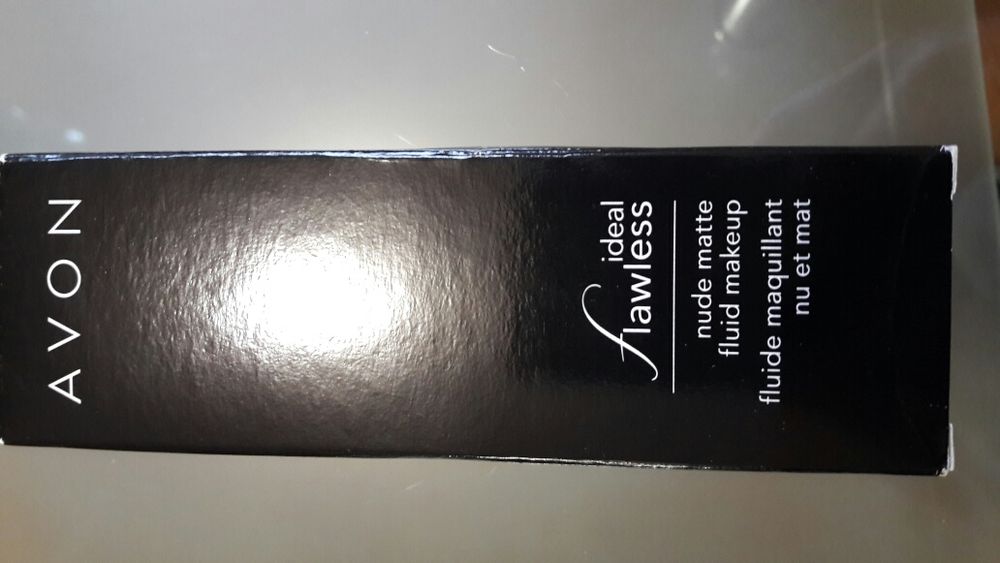 AVON
ideal
flawless
nude matte
fluid makeup
fluide maquillant
nu et mat